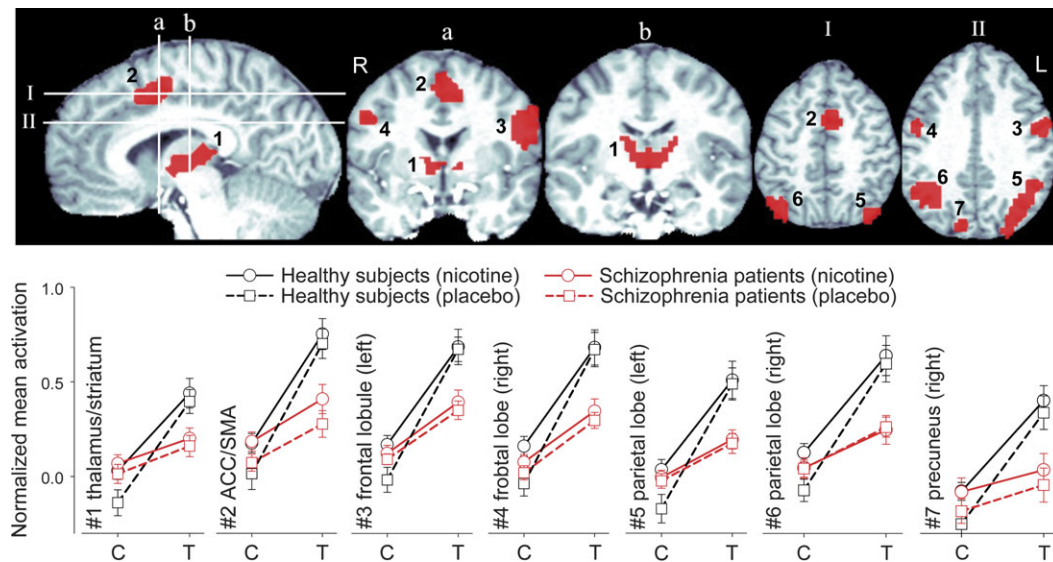 a b
2
I
II
1
R a
2
3
4
1
b
1
I
2
6 5
II
L
4 3
6 5
7
Healthy subjects (nicotine) Schizophrenia patients (nicotine)
Healthy subjects (placebo) Schizophrenia patients (placebo)
Normalized mean activation
1.0
0.5
0.0
#1 thalamus/striatum
#2 ACC/SMA
#3 frontal lobule (left)
#4 frobtal lobe (right)
#5 parietal lobe (left)
#6 parietal lobe (right)
#7 precuneus (right)
C T C T C T C T C T C T C T